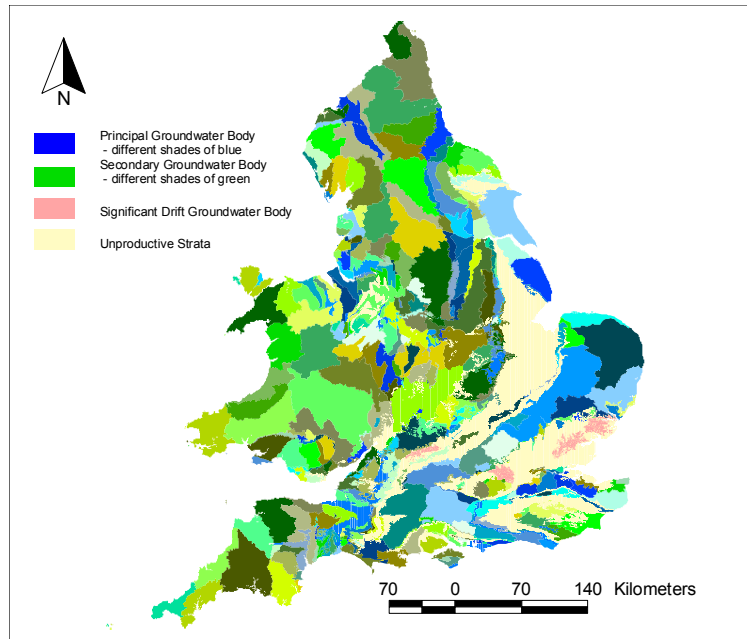 N
Principal Groundwater Body
- different shades of blue
Secondary Groundwater Body
- different shades of green
Significant Drift Groundwater Body
Unproductive Strata
70 0 70 140 Kilometers